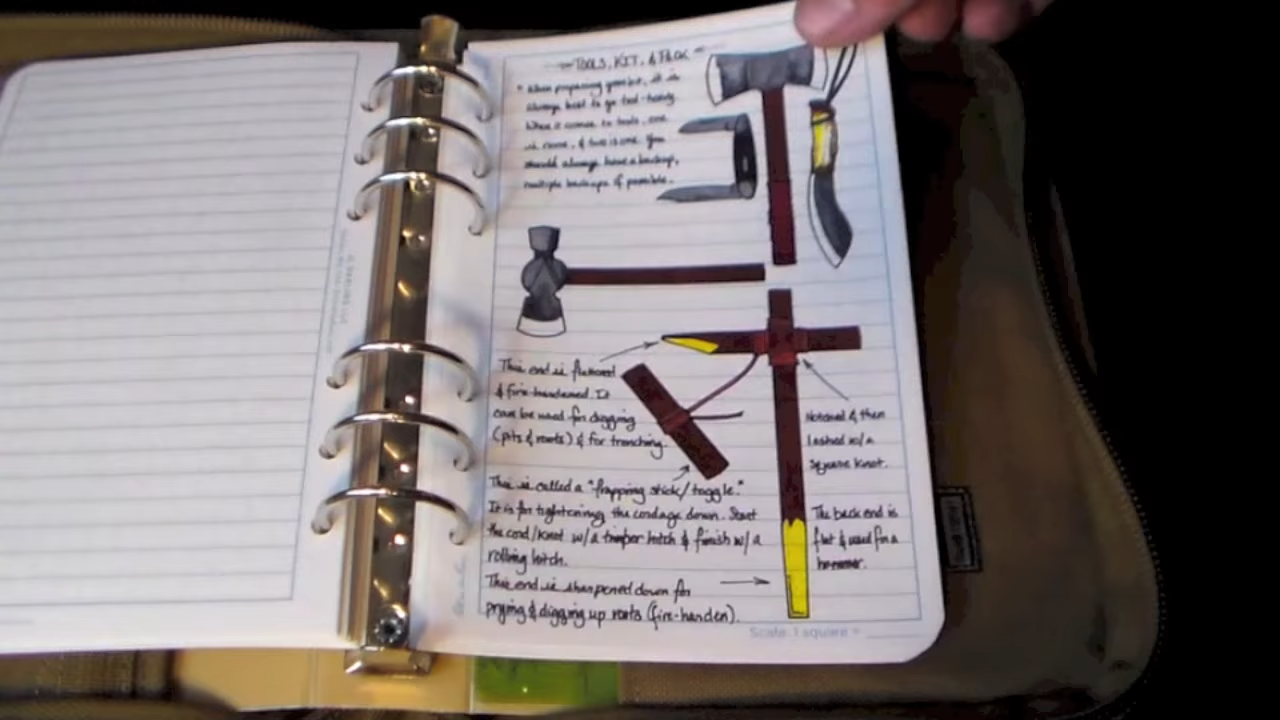 TOOLS, KIT, & PACK
* When preparing your kit, it is
always best to go tool-heavy.
When it comes to tools, one
is none, & two is one. You
should always have a backup,
multiple backups if possible.
This end is flattened
& fire-hardened. It
can be used for digging
(pits & roots) & for trenching.
Notched & then
lashed w/a
square knot.
This is called a "frapping stick/toggle."
It is for tightening the cordage down. Start
the cord/knot w/a timber hitch & finish w/a
rolling hitch.
The back end is
flat & used for a
hammer.
This end is sharpened down for
prying & digging up roots (fire-harden).
Scale: 1 square =